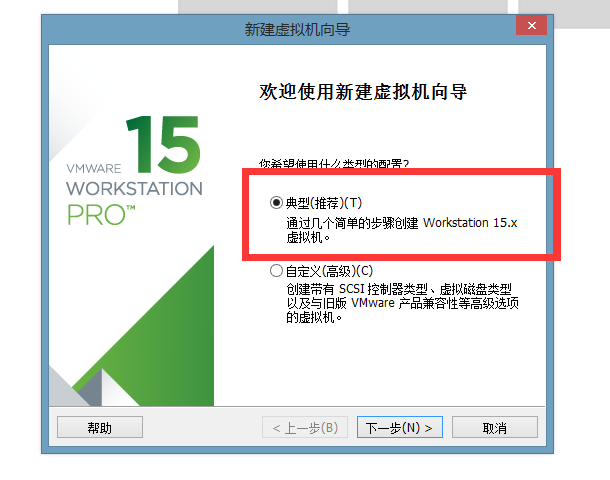 新建虚拟机向导
欢迎使用新建虚拟机向导
15
VMWARE
WORKSTATION
PRO™
您希望使用什么类型的配置?
典型(推荐)(T)
通过几个简单的步骤创建 Workstation 15.x
虚拟机。
自定义(高级)(C)
创建带有 SCSI 控制器类型、虚拟磁盘类型
以及与旧版 VMware 产品兼容性等高级选项
的虚拟机。
帮助
< 上一步(B)
下一步(N) >
取消